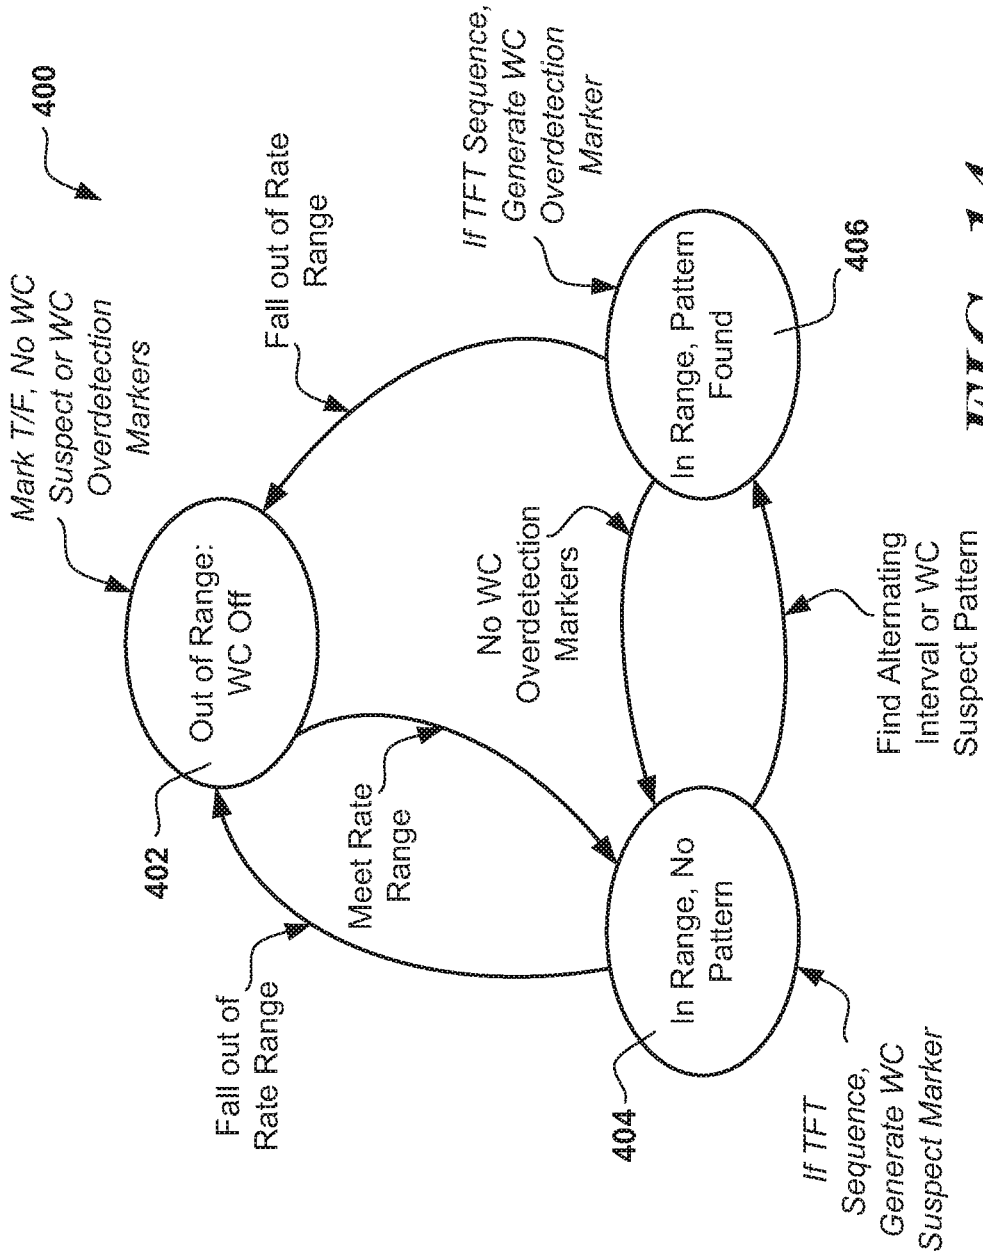 400
Mark T/F, No WC
Suspect or WC
Overdetection
Markers
Out of Range:
WC Off
402
Fall out of Rate
Range
Fall out of
Rate Range
Meet Rate
Range
If TFT Sequence,
Generate WC
Overdetection
Marker
No WC
Overdetection
Markers
In Range, No
Pattern
404
In Range, Pattern
Found
406
If TFT
Sequence,
Generate WC
Suspect Marker
Find Alternating
Interval or WC
Suspect Pattern